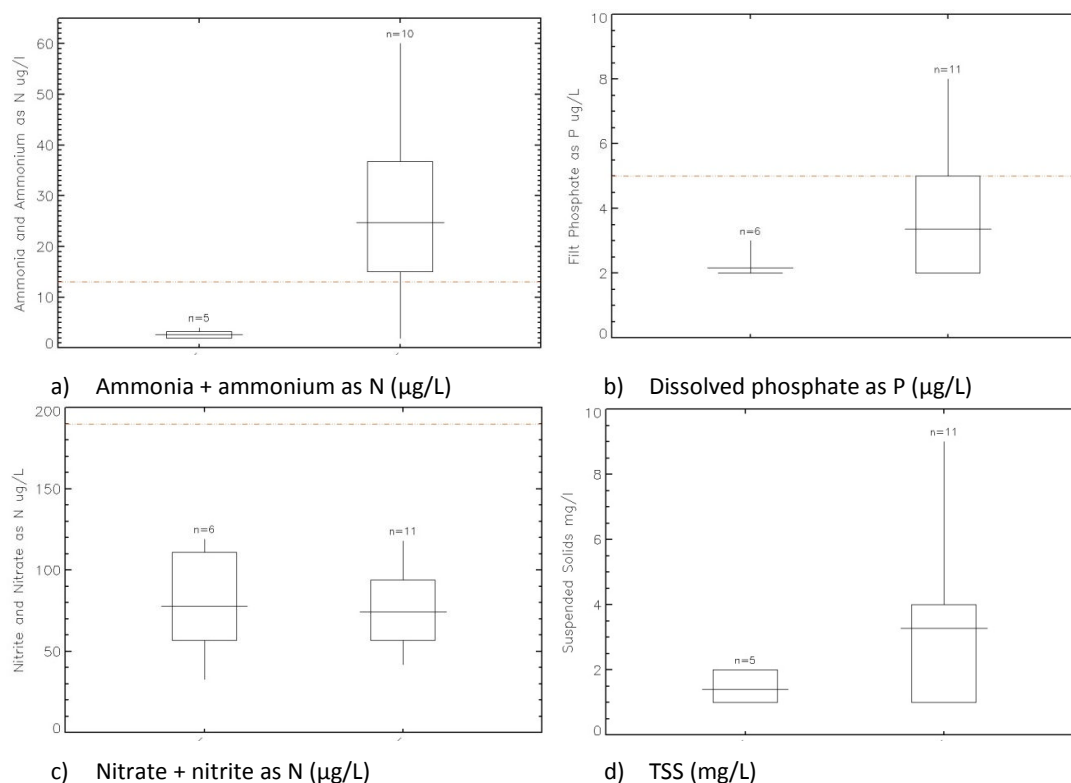 Ammonia and Ammonium as N ug/l
60
50
40
30
20
10
0
n=5
n=10
a) Ammonia + ammonium as N (µg/L)
Filt Phosphate as P ug/L
10
8
6
4
2
0
n=6
n=11
b) Dissolved phosphate as P (µg/L)
Nitrite and Nitrate as N ug/L
200
150
100
50
0
n=6
n=11
c) Nitrate + nitrite as N (µg/L)
Suspended Solids mg/l
10
8
6
4
2
0
n=5
n=11
d) TSS (mg/L)